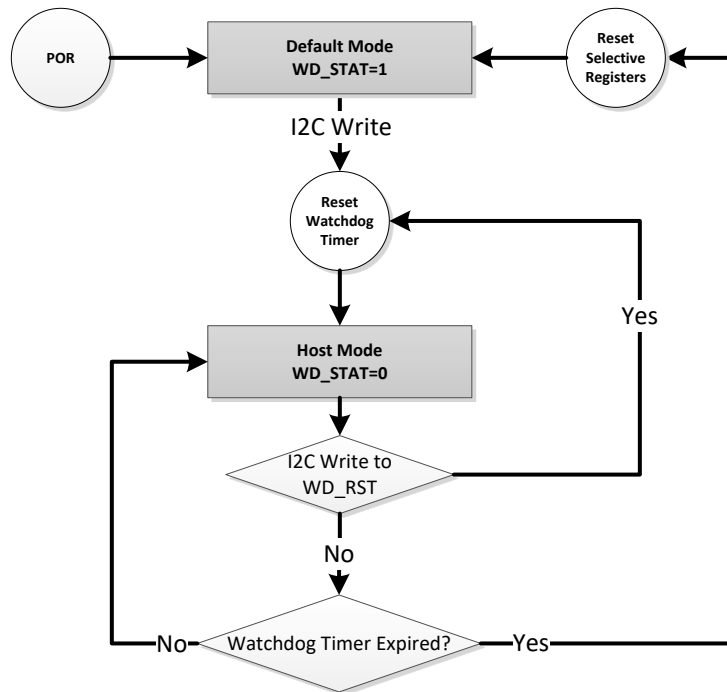 POR
Default Mode
WD_STAT=1
Reset
Selective
Registers
I2C Write
Reset
Watchdog
Timer
Yes
Host Mode
WD_STAT=0
I2C Write to
WD_RST
No
No
Watchdog Timer Expired?
Yes